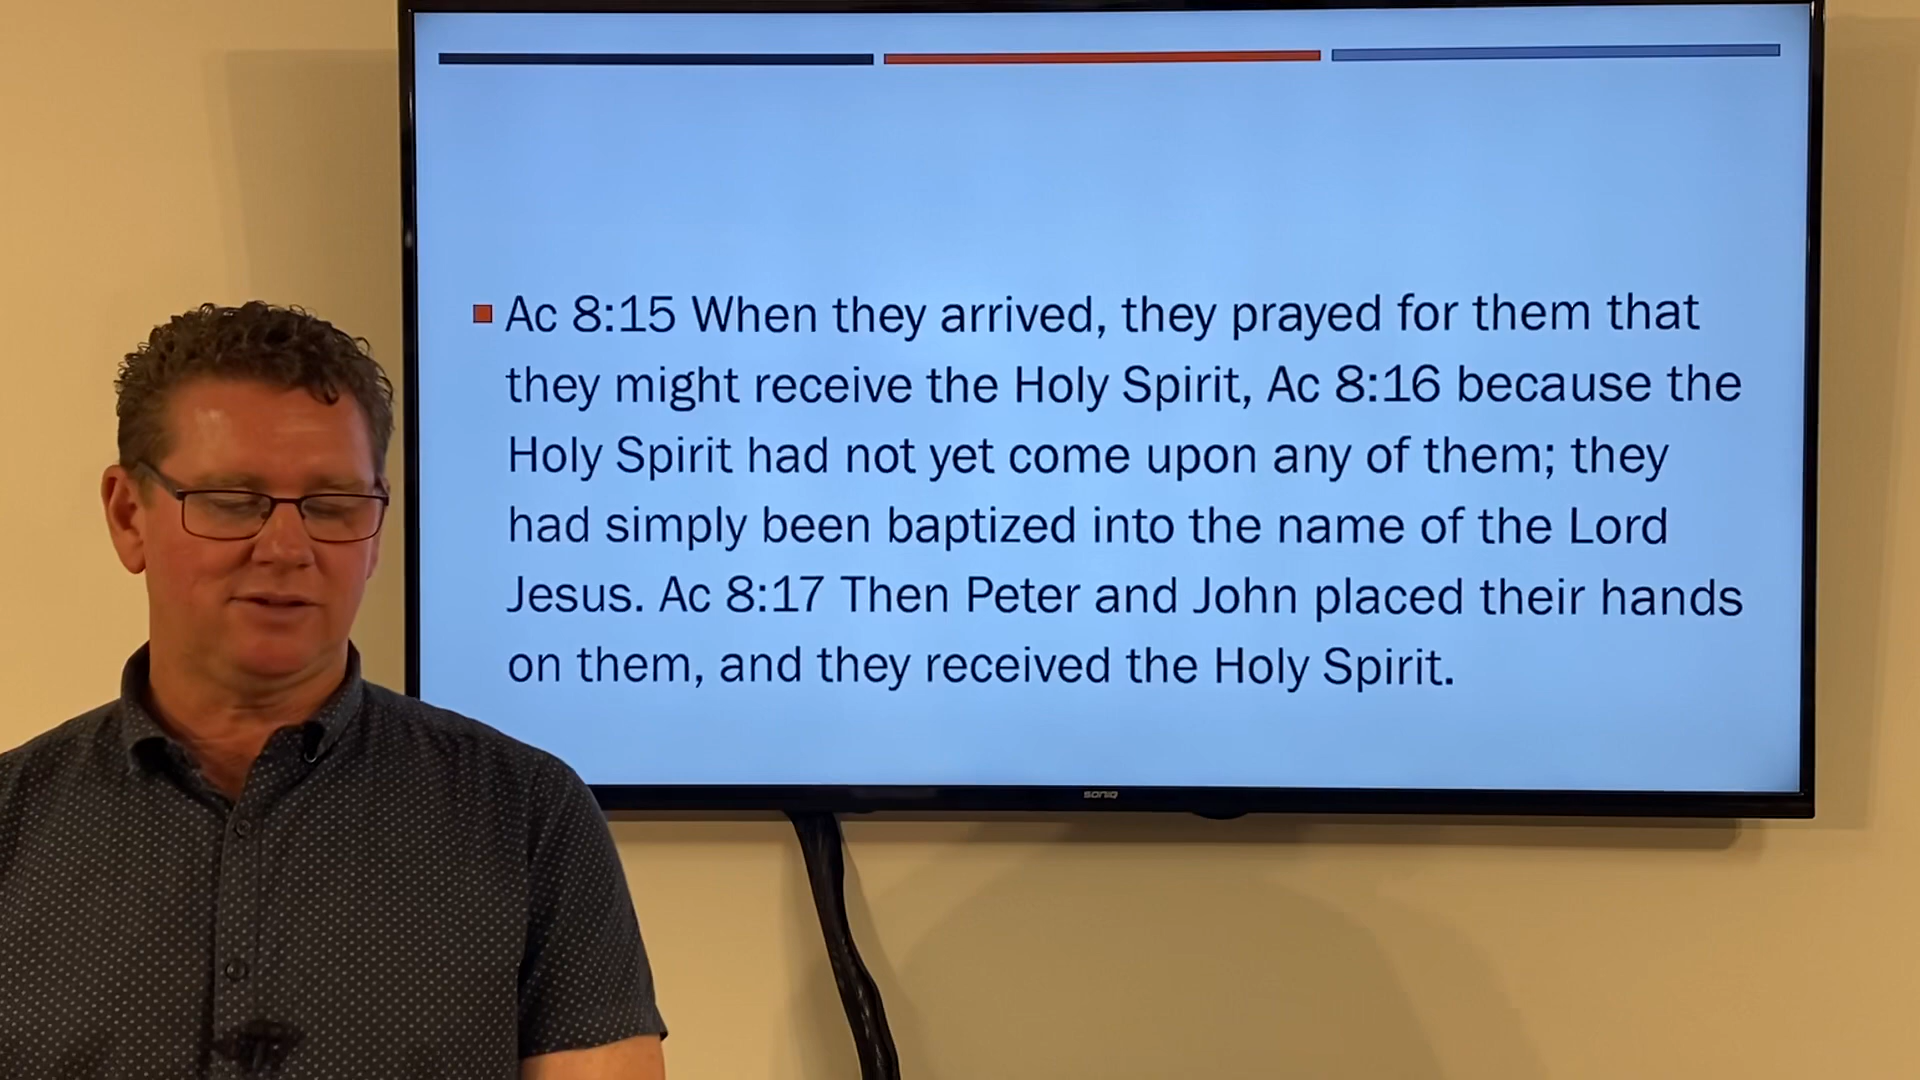 Ac 8:15 When they arrived, they prayed for them that
they might receive the Holy Spirit, Ac 8:16 because the
Holy Spirit had not yet come upon any of them; they
had simply been baptized into the name of the Lord
Jesus. Ac 8:17 Then Peter and John placed their hands
on them, and they received the Holy Spirit.
soniq